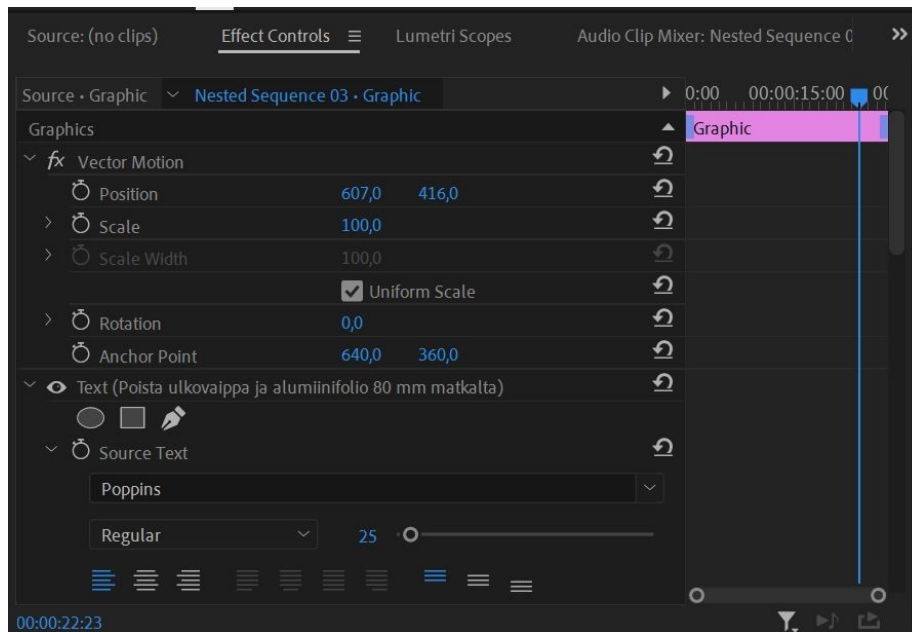 Source: (no clips) Effect Controls Lumetri Scopes Audio Clip Mixer: Nested Sequence 0
Source • Graphic Nested Sequence 03 • Graphic 0:00 00:00:15:00 00
Graphics Graphic
fx Vector Motion
Position 607,0 416,0
Scale 100,0
Scale Width 100,0
Uniform Scale
Rotation 0,0
Anchor Point 640,0 360,0
Text (Poista ulkovaippa ja alumiinifolio 80 mm matkalta)
Source Text
Poppins
Regular 25
00:00:22:23